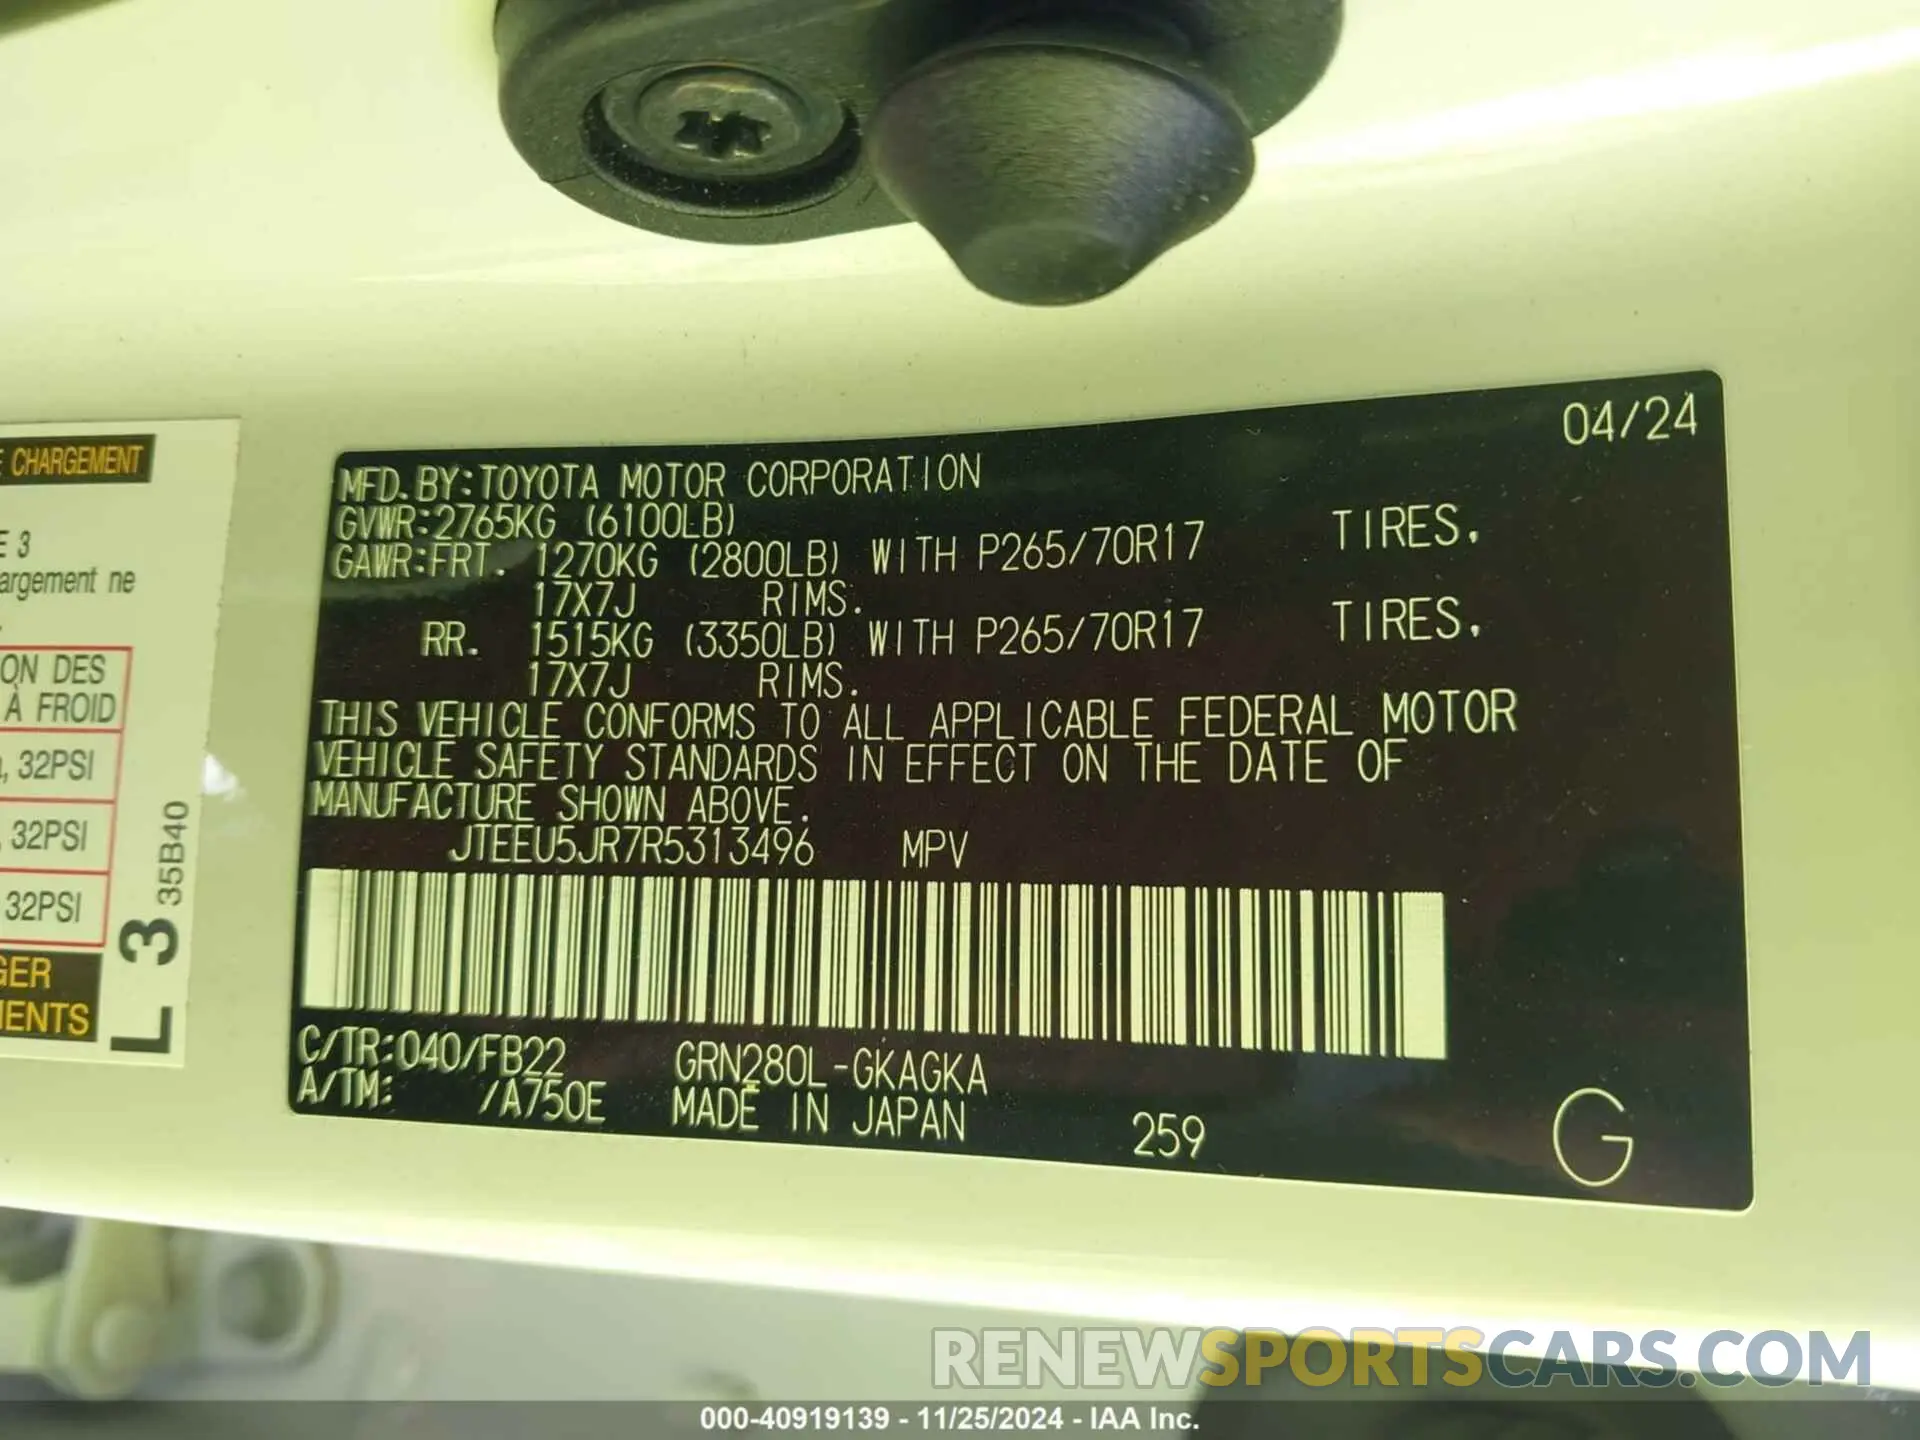 04/24
MFD.BY:TOYOTA MOTOR CORPORATION
GVWR:2765KG (6100LB)
GAWR:FRT. 1270KG (2800LB) WITH P265/70R17 TIRES.
17X7J RIMS.
RR. 1515KG (3350LB) WITH P265/70R17 TIRES.
17X7J RIMS.
THIS VEHICLE CONFORMS TO ALL APPLICABLE FEDERAL MOTOR
VEHICLE SAFETY STANDARDS IN EFFECT ON THE DATE OF
MANUFACTURE SHOWN ABOVE.
JTEEU5JR7R5313496 MPV
C/TR:040/FB22 GRN280L-GKAGKA
A/TM: /A750E MADE IN JAPAN 259
G
CHARGEMENT
E 3
argement ne
ON DES
À FROID
, 32PSI
, 32PSI
32PSI
GER
MENTS
L 3 35B40
RENEWSPORTSCARS.COM
000-40919139 - 11/25/2024 - IAA Inc.